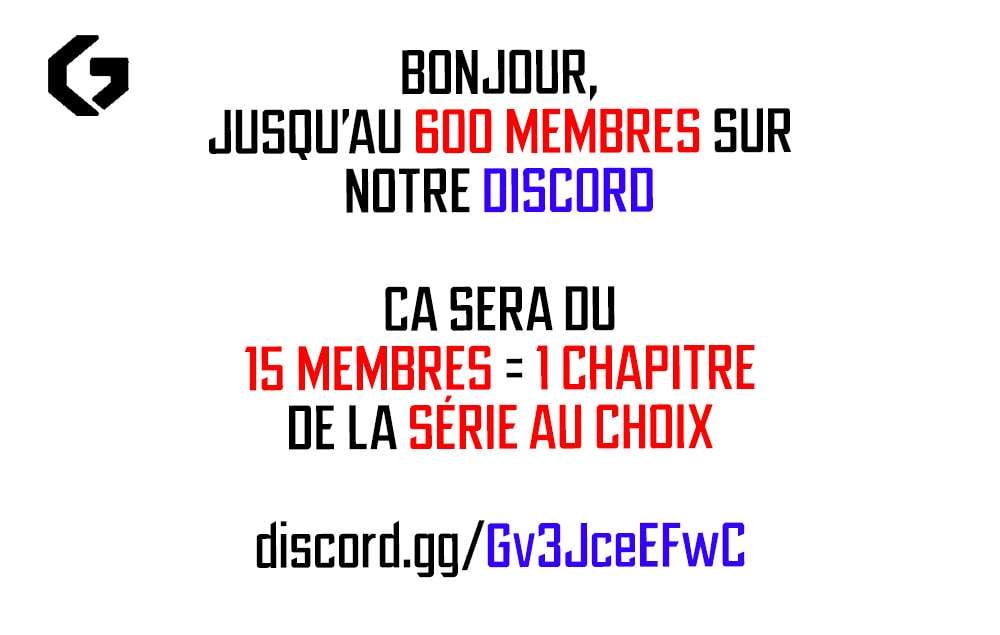 BONJOUR,
JUSQU'AU 600 MEMBRES SUR
NOTRE DISCORD
CA SERA DU
15 MEMBRES = 1 CHAPITRE
DE LA SÉRIE AU CHOIX
discord.gg/Gv3JceEFwC